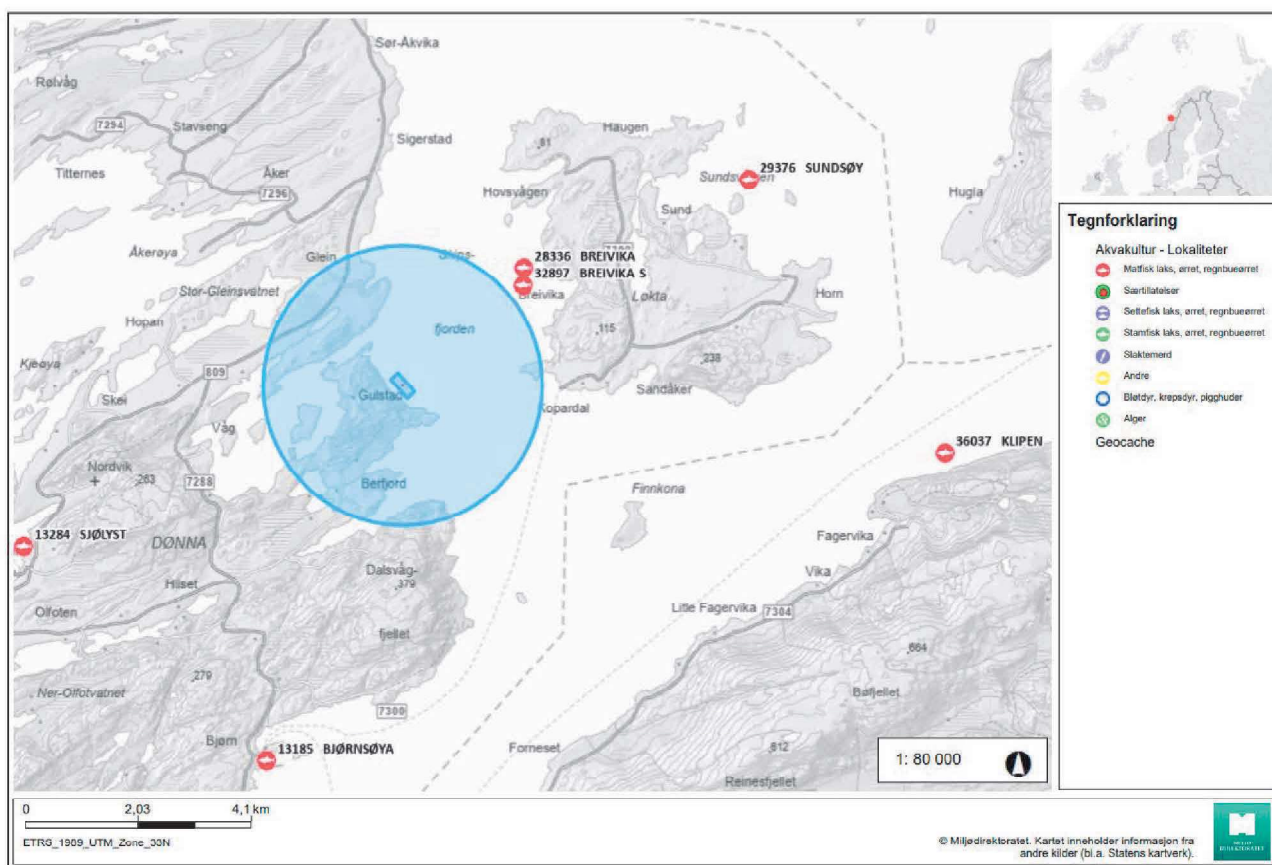 Sør-Åkvika
Rølvåg
7294
Stavseng
Haugen
81
Sigerstad
29376 SUNDSØY
Titternes
Åker
Hugla
7296
Hovsvågen
Sund
Åkerøya
Glein
28336 BREIVIKA
32897 BREIVIKA S
Stor-Gleinsvatnet
Breivika
Løkta
Horn
Hopan
fjorden
115
Kjeøya
238
809
Skei
Gulstad
Sandåker
Kopardal
Våg
36037 KLIPEN
Nordvik
263
7288
Berfjord
Finnkona
13284 SJØLYST
DØNNA
Fagervika
Hilset
Dalsvåg-
379
Vika
Olfoten
Litle Fagervika
7304
fjellet
664
279
Ner-Olfotvatnet
Bøfjellet
7300
Bjørn
13185 BJØRNSØYA
Forneset
812
Reinesfjellet
1: 80 000
Tegnforklaring
Akvakultur - Lokaliteter
Matfisk laks, ørret, regnbueørret
Særtillatelser
Settefisk laks, ørret, regnbueørret
Stamfisk laks, ørret, regnbueørret
Slaktemerd
Andre
Bløtdyr, krepsdyr, pigghuder
Alger
Geocache
0 2,03 4,1 km
ETRS_1989_UTM_Zone_33N
© Miljødirektoratet. Kartet inneholder informasjon fra
andre kilder (bl.a. Statens kartverk).